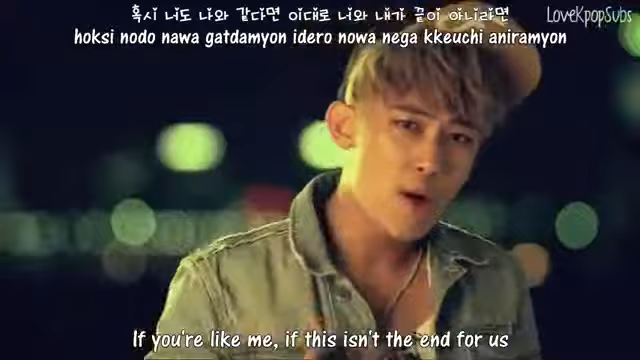 혹시 너도 나와 같다면 이대로 너와 내가 끝이 아니라면
LoveKpopSubs
hoksi nodo nawa gatdamyon idero nowa nega kkeuchi aniramyon
If you're like me, if this isn't the end for us